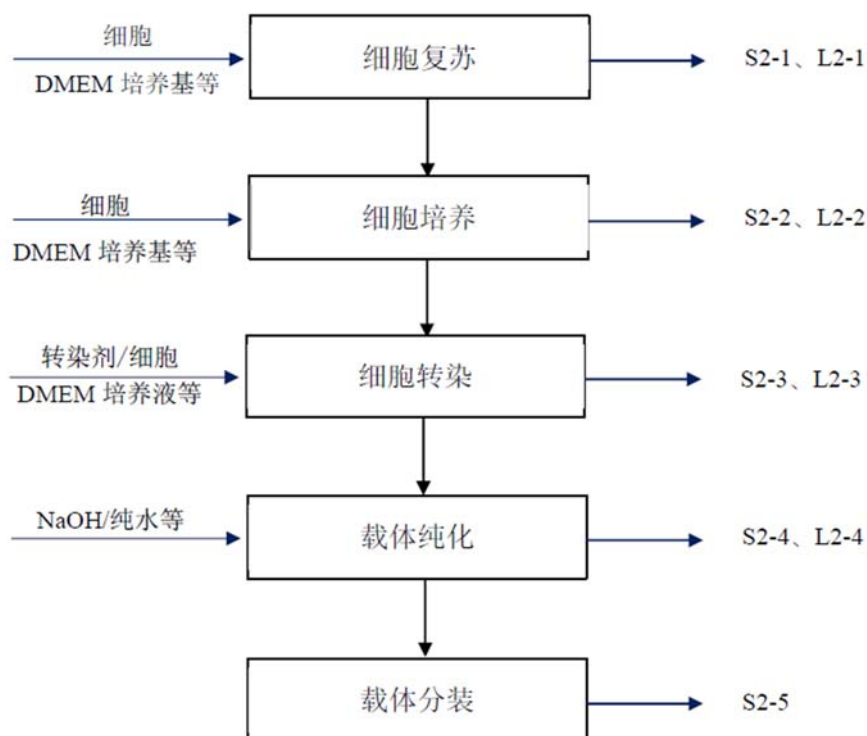 细胞
DMEM 培养基等
细胞复苏
S2-1、L2-1
细胞
DMEM 培养基等
细胞培养
S2-2、L2-2
转染剂/细胞
DMEM 培养液等
细胞转染
S2-3、L2-3
NaOH/纯水等
载体纯化
S2-4、L2-4
载体分装
S2-5